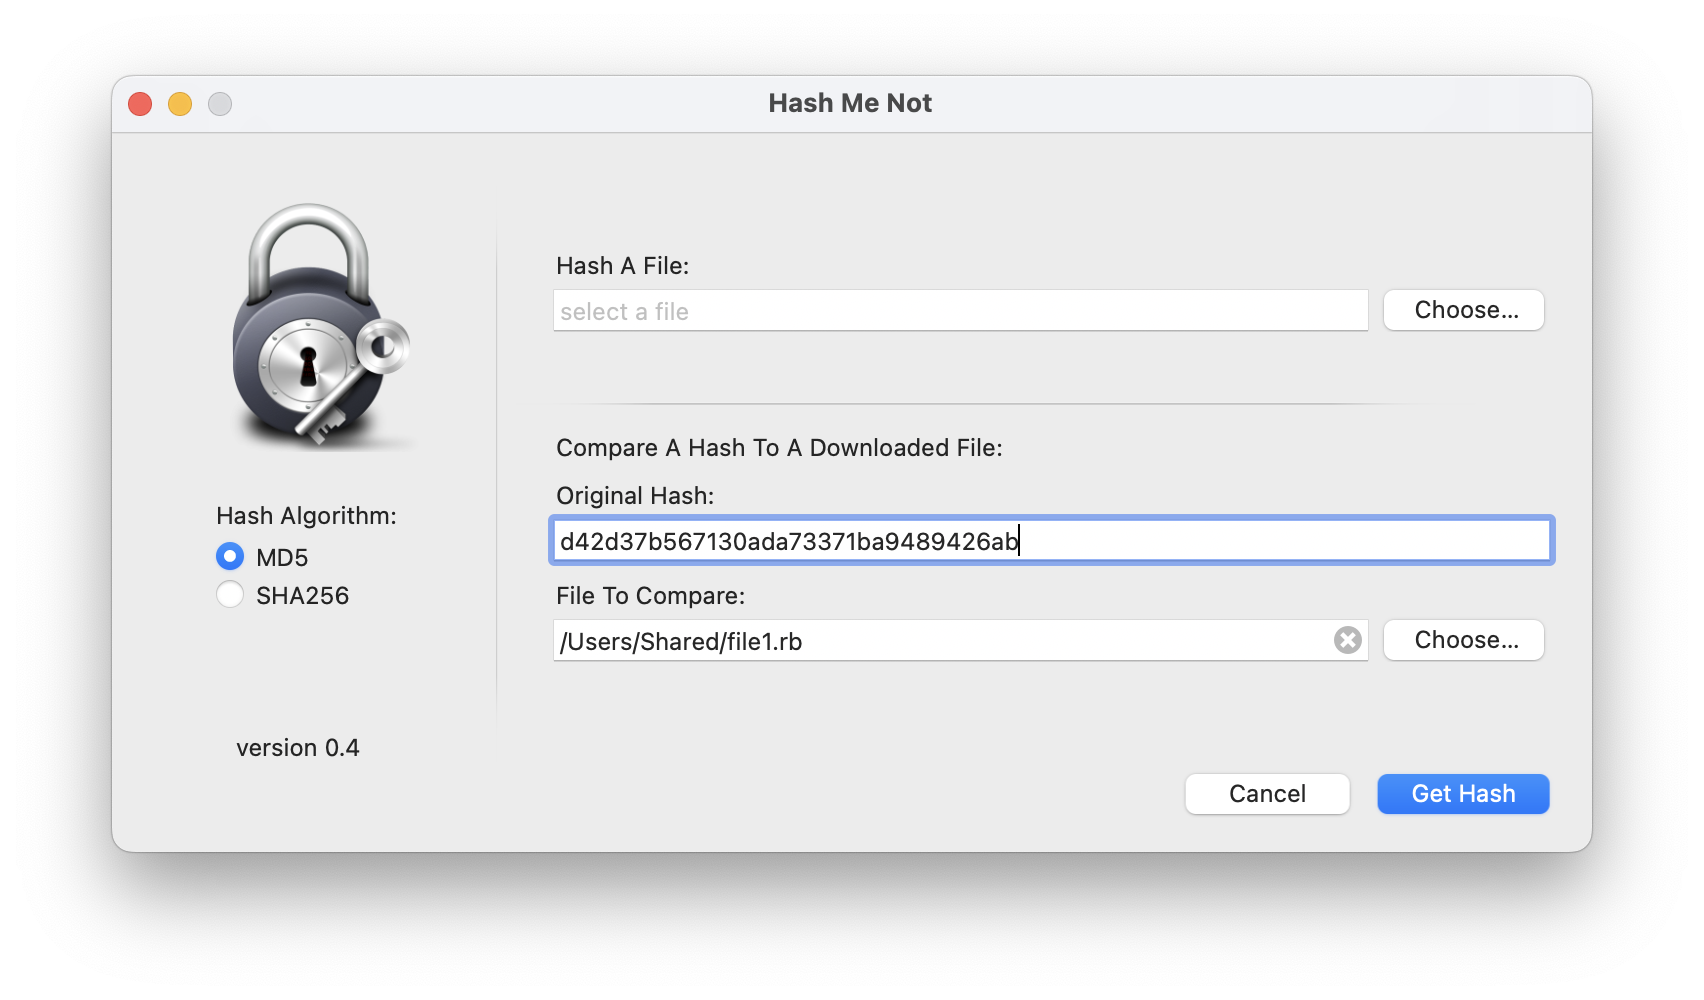 Hash Me Not
Hash A File:
select a file
Choose...
Compare A Hash To A Downloaded File:
Original Hash:
d42d37b567130ada73371ba9489426ab
Hash Algorithm:
MD5
SHA256
File To Compare:
/Users/Shared/file1.rb
Choose...
version 0.4
Cancel
Get Hash